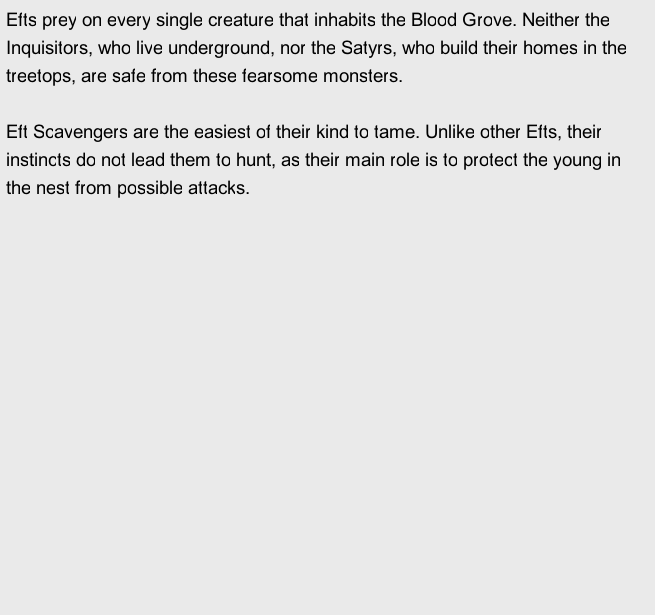 Efts prey on every single creature that inhabits the Blood Grove. Neither the
Inquisitors, who live underground, nor the Satyrs, who build their homes in the
treetops, are safe from these fearsome monsters.
Eft Scavengers are the easiest of their kind to tame. Unlike other Efts, their
instincts do not lead them to hunt, as their main role is to protect the young in
the nest from possible attacks.